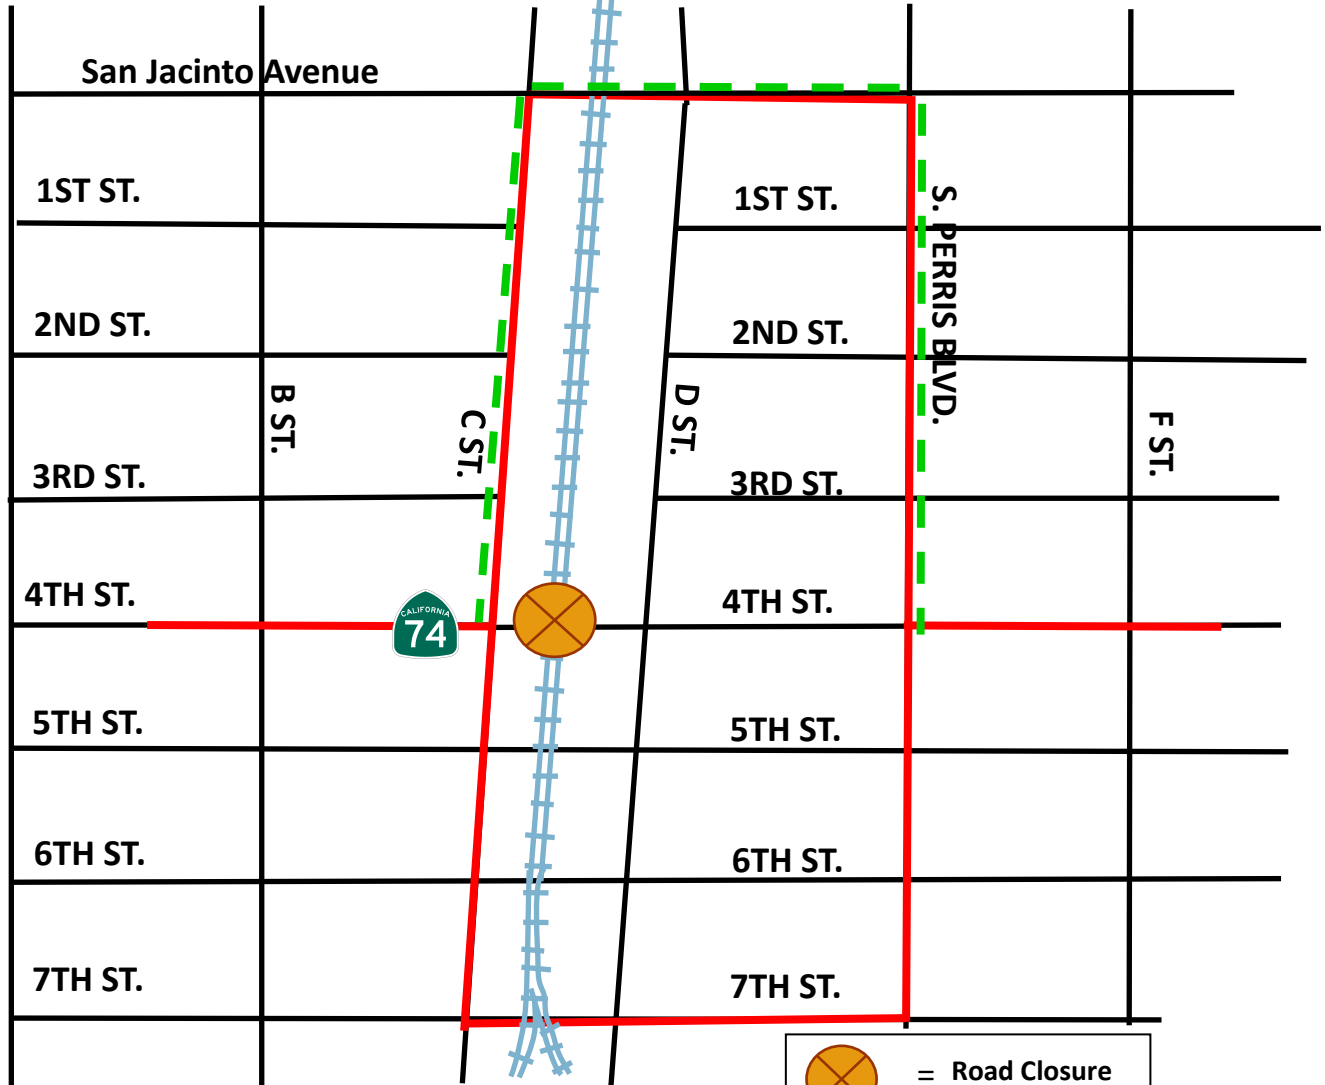 San Jacinto Avenue
1ST ST.
1ST ST.
S. PERRIS BLVD.
2ND ST.
2ND ST.
B ST.
C ST.
D ST.
F ST.
3RD ST.
3RD ST.
4TH ST.
CALIFORNIA
74
4TH ST.
5TH ST.
5TH ST.
6TH ST.
6TH ST.
7TH ST.
7TH ST.
= Road Closure